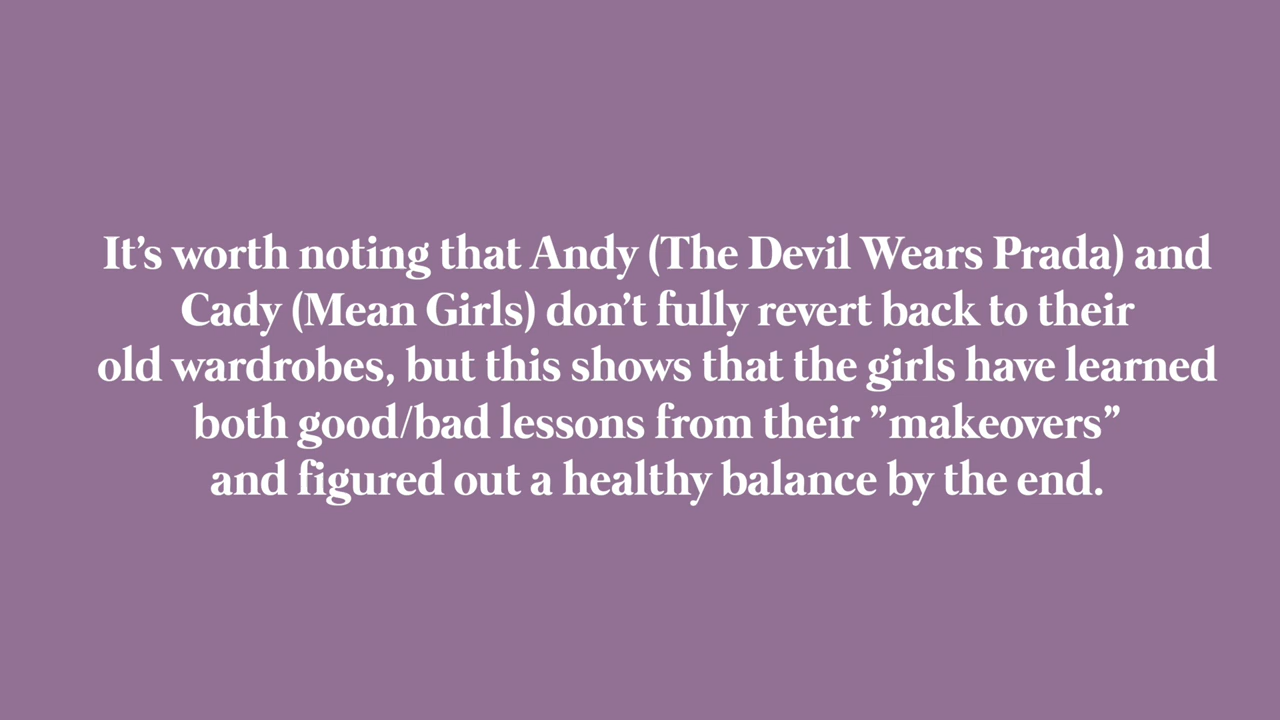 It’s worth noting that Andy (The Devil Wears Prada) and
Cady (Mean Girls) don’t fully revert back to their
old wardrobes, but this shows that the girls have learned
both good/bad lessons from their ”makeovers”
and figured out a healthy balance by the end.